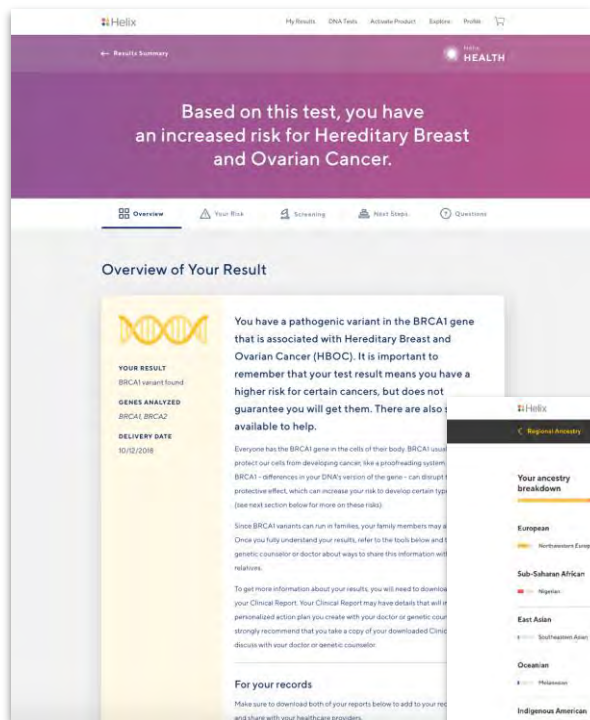 Helix
My Results DNA Tests Activate Product Explore Profile
← Results Summary
Helix
HEALTH
Based on this test, you have
an increased risk for Hereditary Breast
and Ovarian Cancer.
Overview Your Risk Screening Next Steps Questions
Overview of Your Result
YOUR RESULT
BRCA1 variant found
GENES ANALYZED
BRCA1, BRCA2
DELIVERY DATE
10/12/2018
You have a pathogenic variant in the BRCA1 gene
that is associated with Hereditary Breast and
Ovarian Cancer (HBOC). It is important to
remember that your test result means you have a
higher risk for certain cancers, but does not
guarantee you will get them. There are also
available to help.
Everyone has the BRCA1 gene in the cells of their body. BRCA1
protect our cells from developing cancer, like a proofreading system
BRCA1 - differences in your DNA's version of the gene - can disrupt
protective effect, which can increase your risk to develop certain
(see next section below for more on these risks)
Since BRCA1 variants can run in families, your family members may
Once you fully understand your results, refer to the tools below and
genetic counselor or doctor about ways to share this information
relatives.
To get more information about your results, you will need to
your Clinical Report. Your Clinical Report may have details that will
personalized action plan you create with your doctor or genetic
strongly recommend that you take a copy of your downloaded
discuss with your doctor or genetic counselor.
For your records
Make sure to download both of your reports below to add to your
and share with your healthcare providers.
Helix
Regional Ancestry
Your ancestry
breakdown
European
Northwestern
Sub-Saharan African
Nigerian
East Asian
Southeastern Asian
Oceanian
Melanesian
Indigenous American